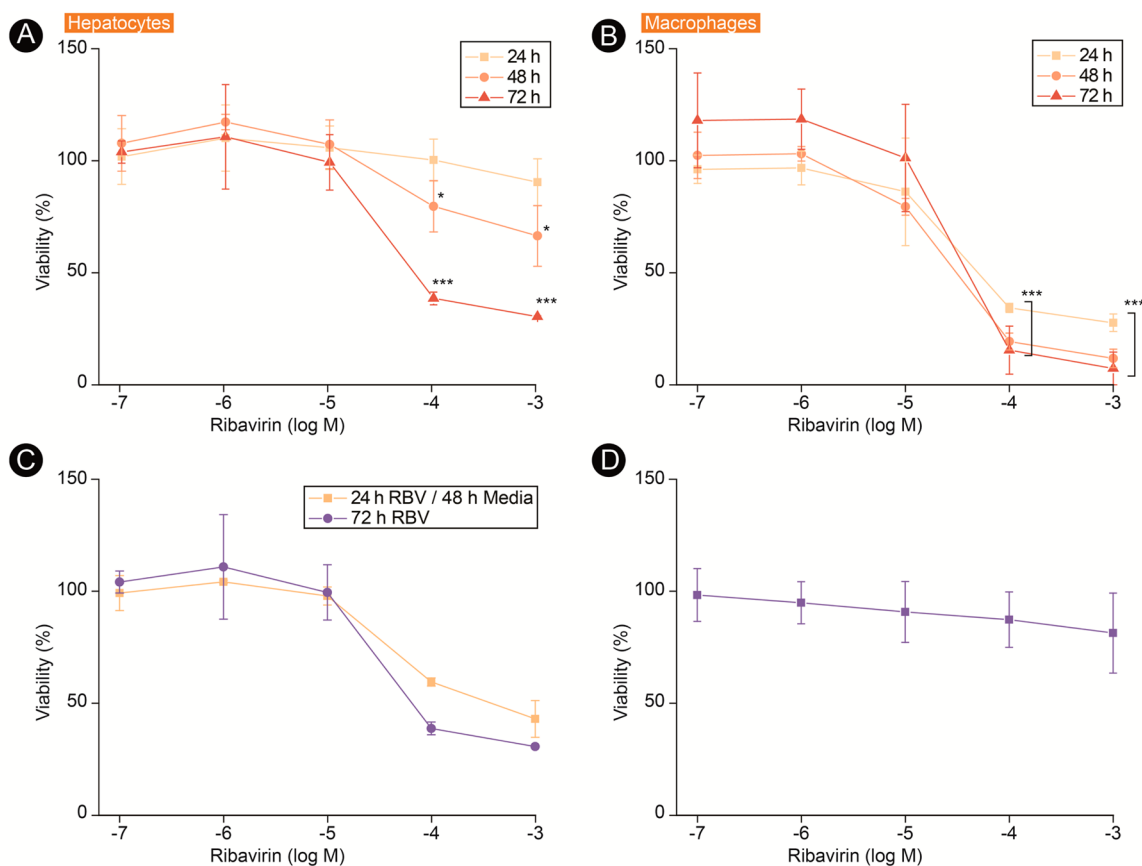 A
Hepatocytes
150
100
50
0
Viability (%)
24 h
48 h
72 h
*
*
***
***
-7
-6
-5
-4
-3
Ribavirin (log M)
B
Macrophages
150
100
50
0
Viability (%)
24 h
48 h
72 h
***
***
-7
-6
-5
-4
-3
Ribavirin (log M)
C
150
100
50
0
Viability (%)
24 h RBV / 48 h Media
72 h RBV
-7
-6
-5
-4
-3
Ribavirin (log M)
D
150
100
50
0
Viability (%)
-7
-6
-5
-4
-3
Ribavirin (log M)